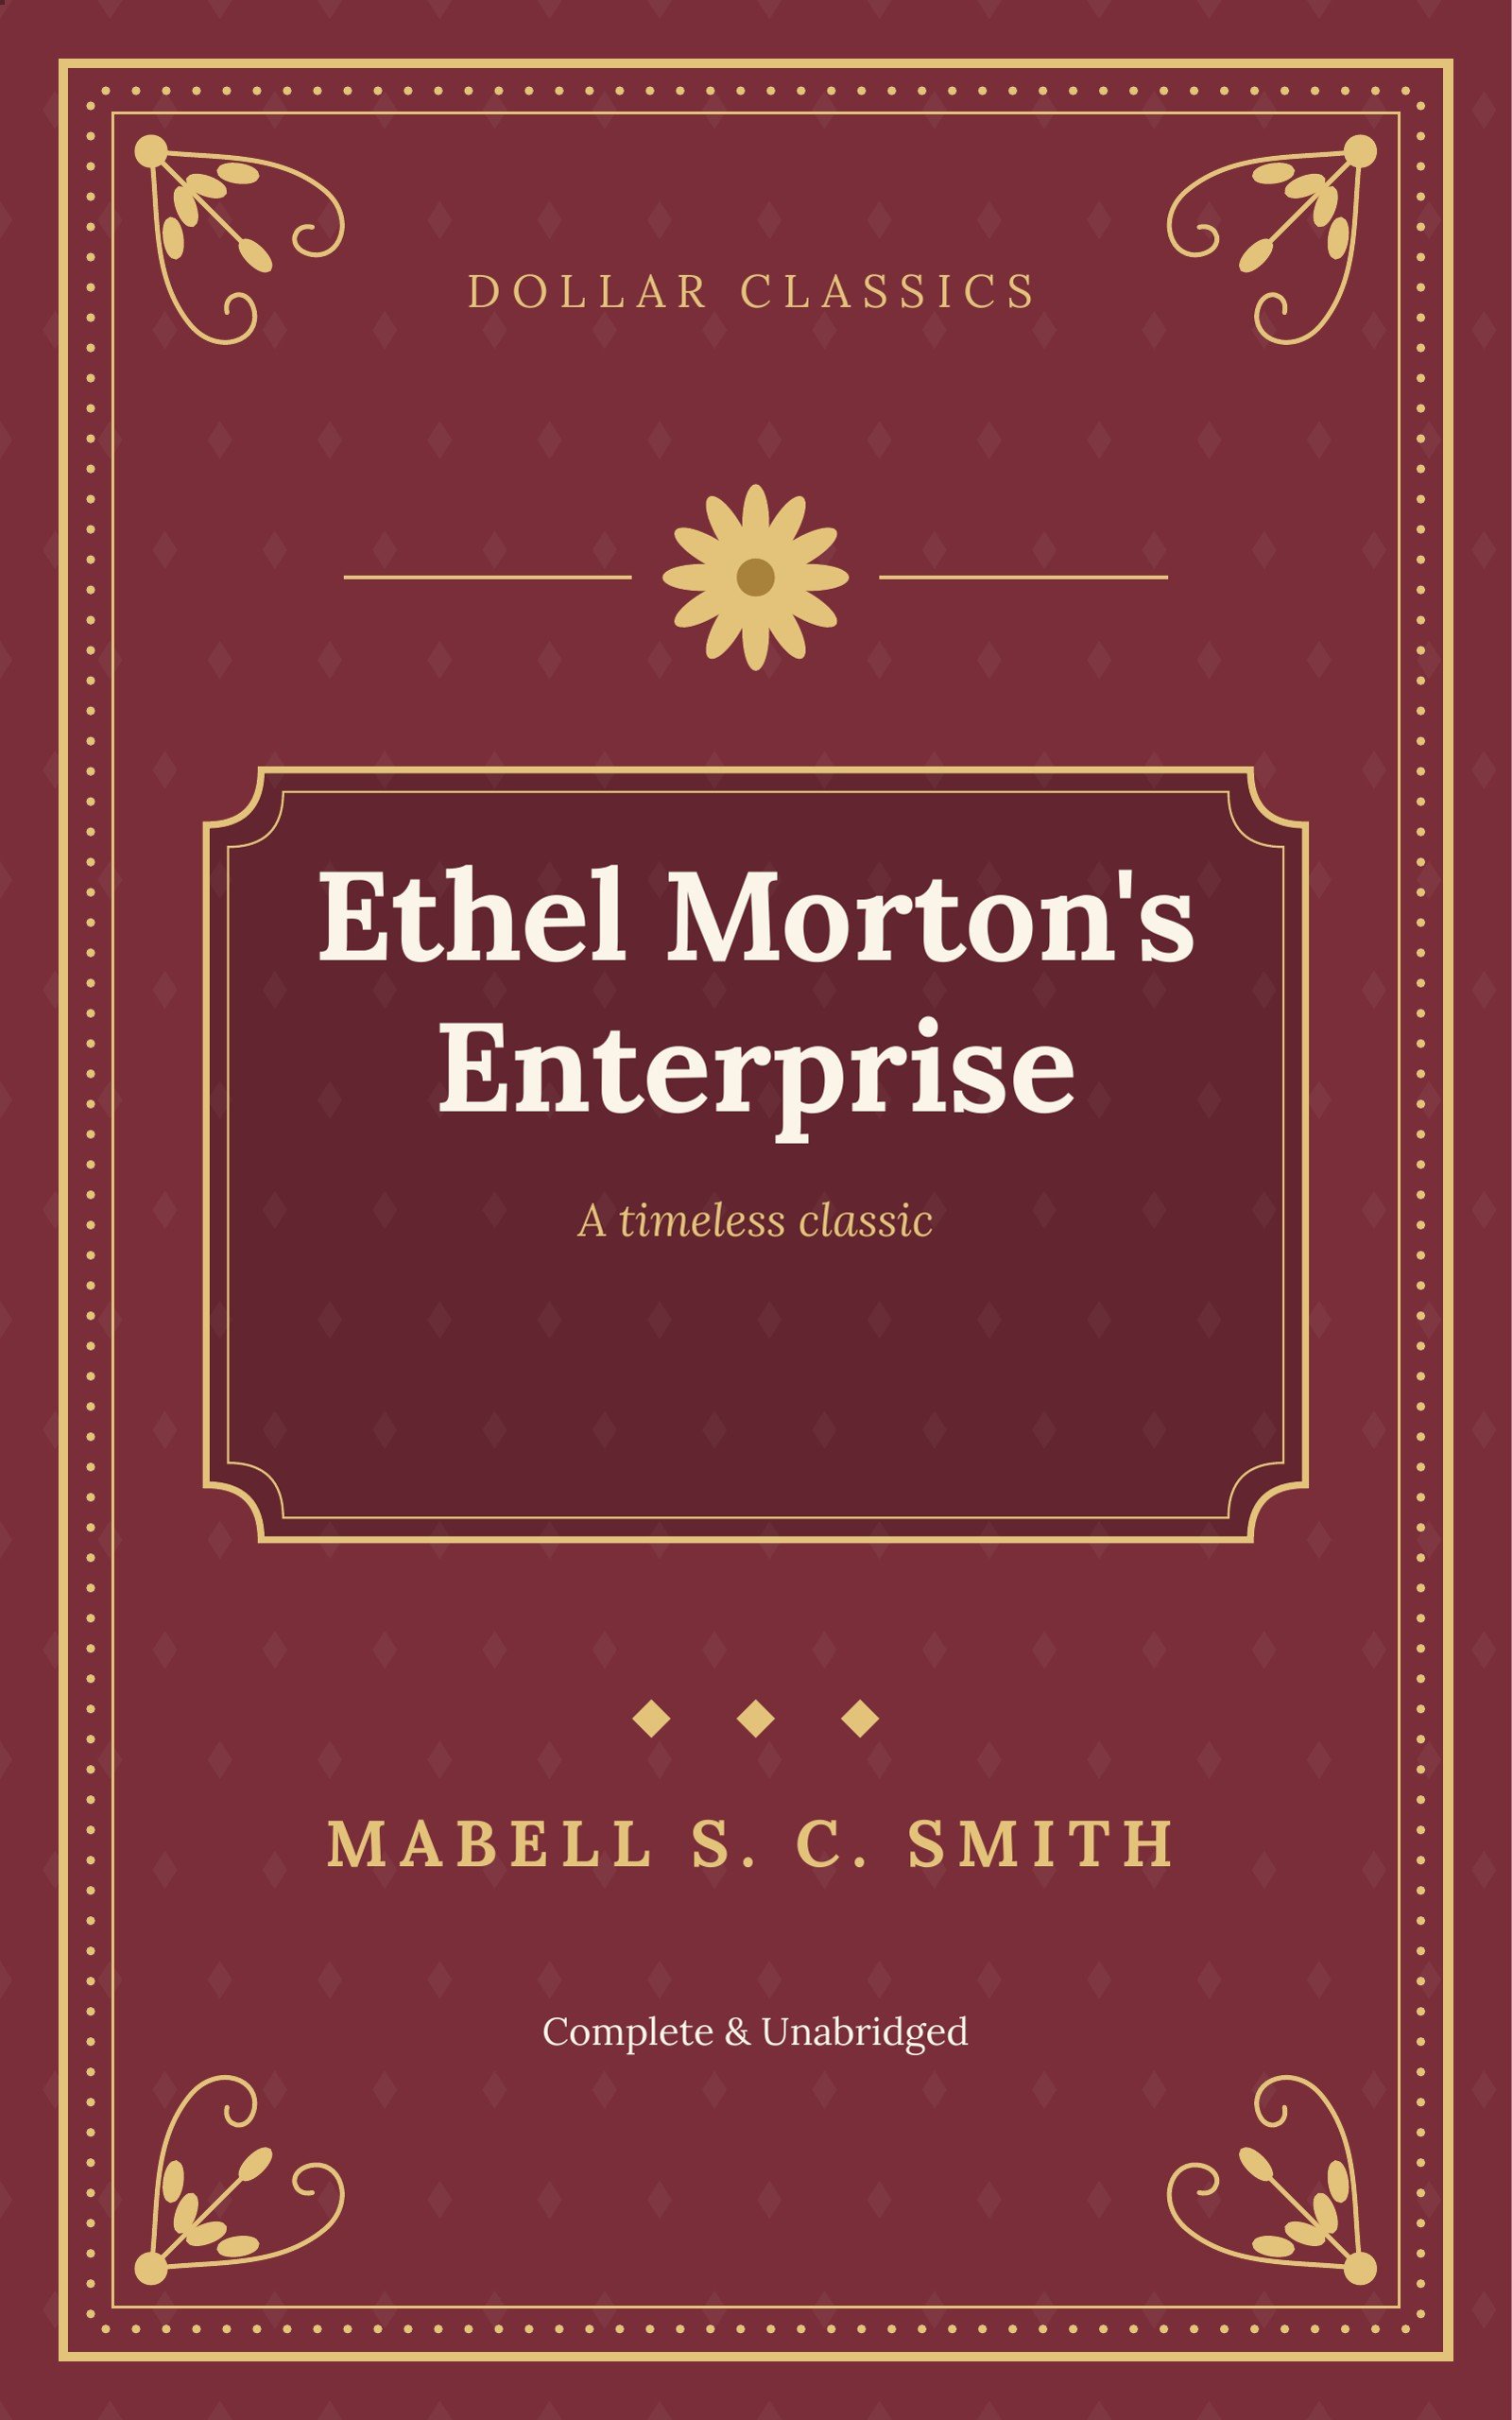 DOLLAR CLASSICS
Ethel Morton's
Enterprise
A timeless classic
MABELL S. C. SMITH
Complete & Unabridged